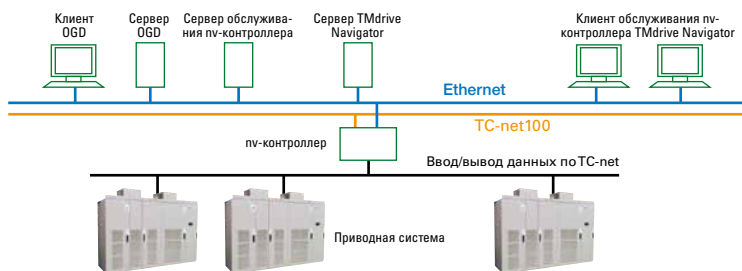 Клиент
OGD
Сервер
OGD
Сервер обслужива-
ния nv-контроллера
Сервер TMdrive
Navigator
Клиент обслуживания nv-
контроллера TMdrive Navigator
Ethernet
TC-net100
nv-контроллер
Ввод/вывод данных по TC-net
Приводная система